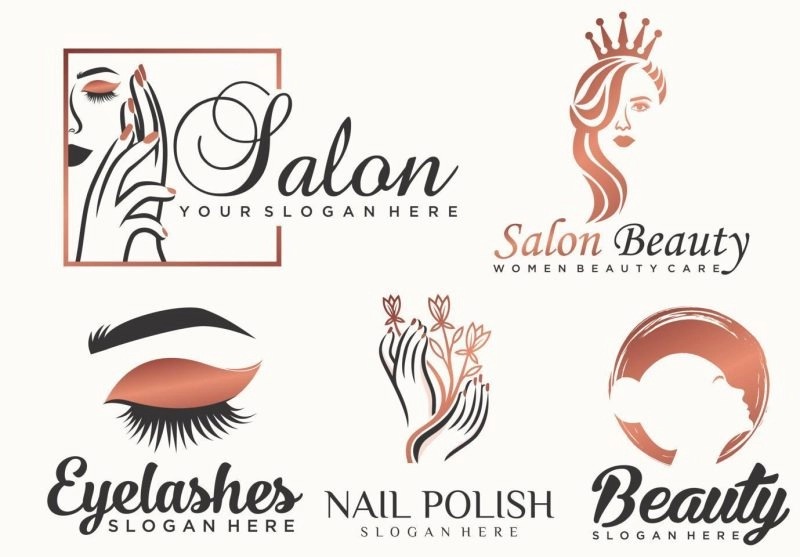 Salon
YOUR SLOGAN HERE
Salon Beauty
WOMEN BEAUTY CARE
Eyelashes
SLOGAN HERE
NAIL POLISH
SLOGAN HERE
Beauty
SLOGAN HERE